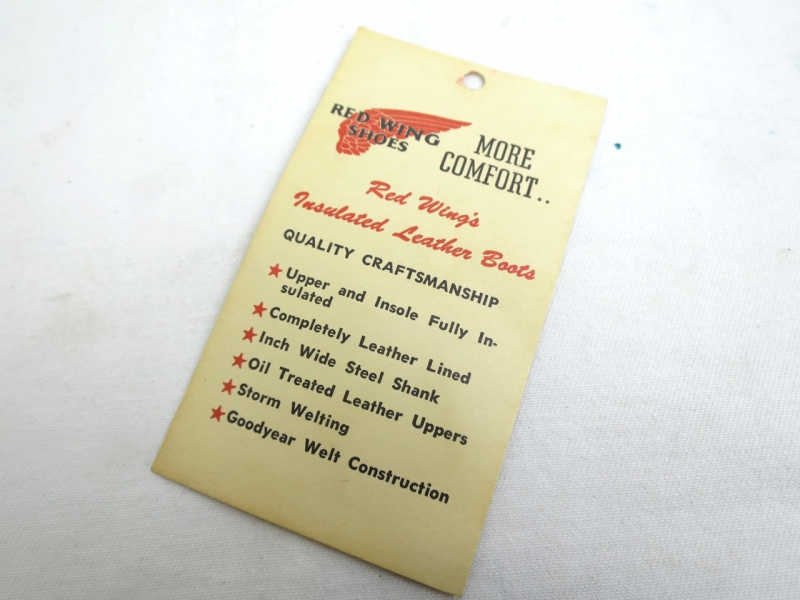 RED WING
SHOES
MORE
COMFORT..
Red Wing's
Insulated Leather Boots
QUALITY CRAFTSMANSHIP
★ Upper and Insole Fully In-
sulated
★ Completely Leather Lined
★ Inch Wide Steel Shank
★ Oil Treated Leather Uppers
★ Storm Welting
★ Goodyear Welt Construction